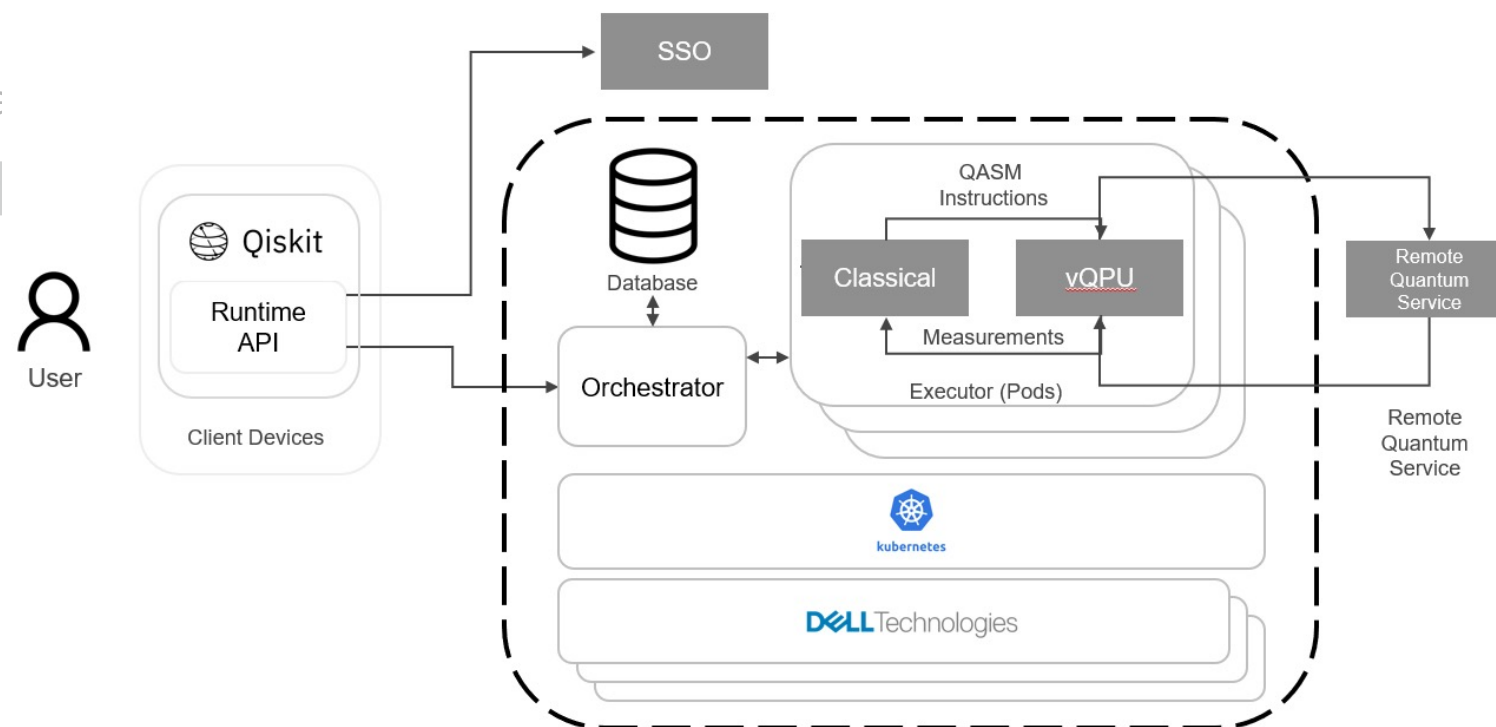 SSO
QASM
Instructions
Qiskit
Runtime
API
Client Devices
User
Database
Orchestrator
Classical
vQPU
Measurements
Executor (Pods)
Remote
Quantum
Service
Remote
Quantum
Service
kubernetes
DELLTechnologies